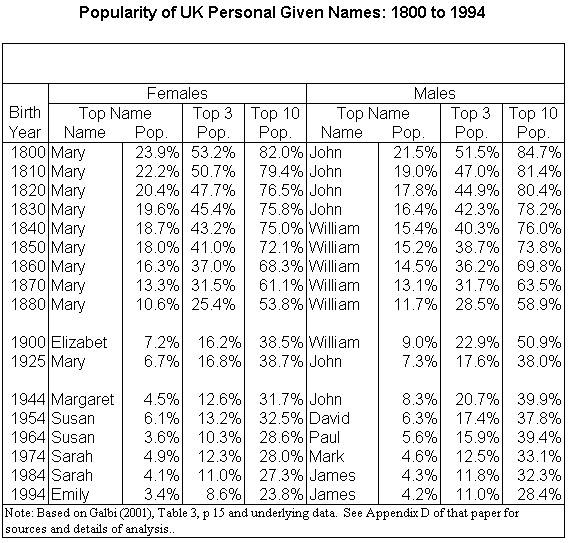 Popularity of UK Personal Given Names: 1800 to 1994
Females Males
Birth Top Name Top 3 Top 10 Top Name Top 3 Top 10
Year Name Pop. Pop. Pop. Name Pop. Pop. Pop.
1800 Mary 23.9% 53.2% 82.0% John 21.5% 51.5% 84.7%
1810 Mary 22.2% 50.7% 79.4% John 19.0% 47.0% 81.4%
1820 Mary 20.4% 47.7% 76.5% John 17.8% 44.9% 80.4%
1830 Mary 19.6% 45.4% 75.8% John 16.4% 42.3% 78.2%
1840 Mary 18.7% 43.2% 75.0% William 15.4% 40.3% 76.0%
1850 Mary 18.0% 41.0% 72.1% William 15.2% 38.7% 73.8%
1860 Mary 16.3% 37.0% 68.3% William 14.5% 36.2% 69.8%
1870 Mary 13.3% 31.5% 61.1% William 13.1% 31.7% 63.5%
1880 Mary 10.6% 25.4% 53.8% William 11.7% 28.5% 58.9%
1900 Elizabet 7.2% 16.2% 38.5% William 9.0% 22.9% 50.9%
1925 Mary 6.7% 16.8% 38.7% John 7.3% 17.6% 38.0%
1944 Margaret 4.5% 12.6% 31.7% John 8.3% 20.7% 39.9%
1954 Susan 6.1% 13.2% 32.5% David 6.3% 17.4% 37.8%
1964 Susan 3.6% 10.3% 28.6% Paul 5.6% 15.9% 39.4%
1974 Sarah 4.9% 12.3% 28.0% Mark 4.6% 12.5% 33.1%
1984 Sarah 4.1% 11.0% 27.3% James 4.3% 11.8% 32.3%
1994 Emily 3.4% 8.6% 23.8% James 4.2% 11.0% 28.4%
Note: Based on Galbi (2001), Table 3, p 15 and underlying data. See Appendix D of that paper for
sources and details of analysis..